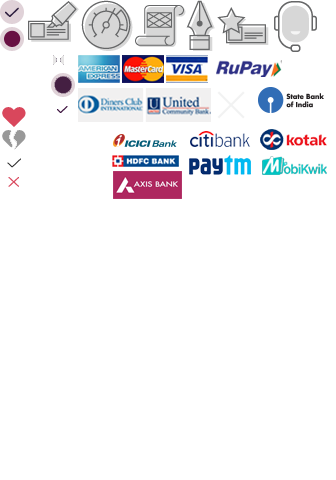 AMERICAN
EXPRESS
MasterCard
VISA
RuPay
Diners Club
INTERNATIONAL
United
Community Bank
State Bank
of India
ICICI Bank
citibank
kotak
HDFC BANK
paytm
MobiKwik
AXIS BANK